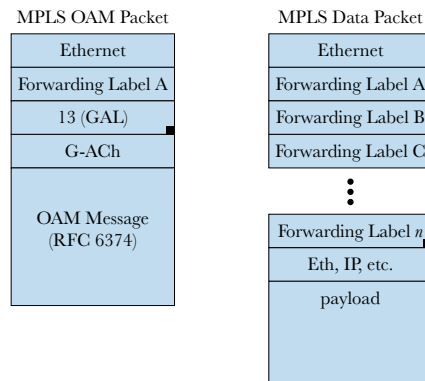 MPLS OAM Packet
Ethernet
Forwarding Label A
13 (GAL)
G-ACh
OAM Message
(RFC 6374)
MPLS Data Packet
Ethernet
Forwarding Label A
Forwarding Label B
Forwarding Label C
Forwarding Label n
Eth, IP, etc.
payload